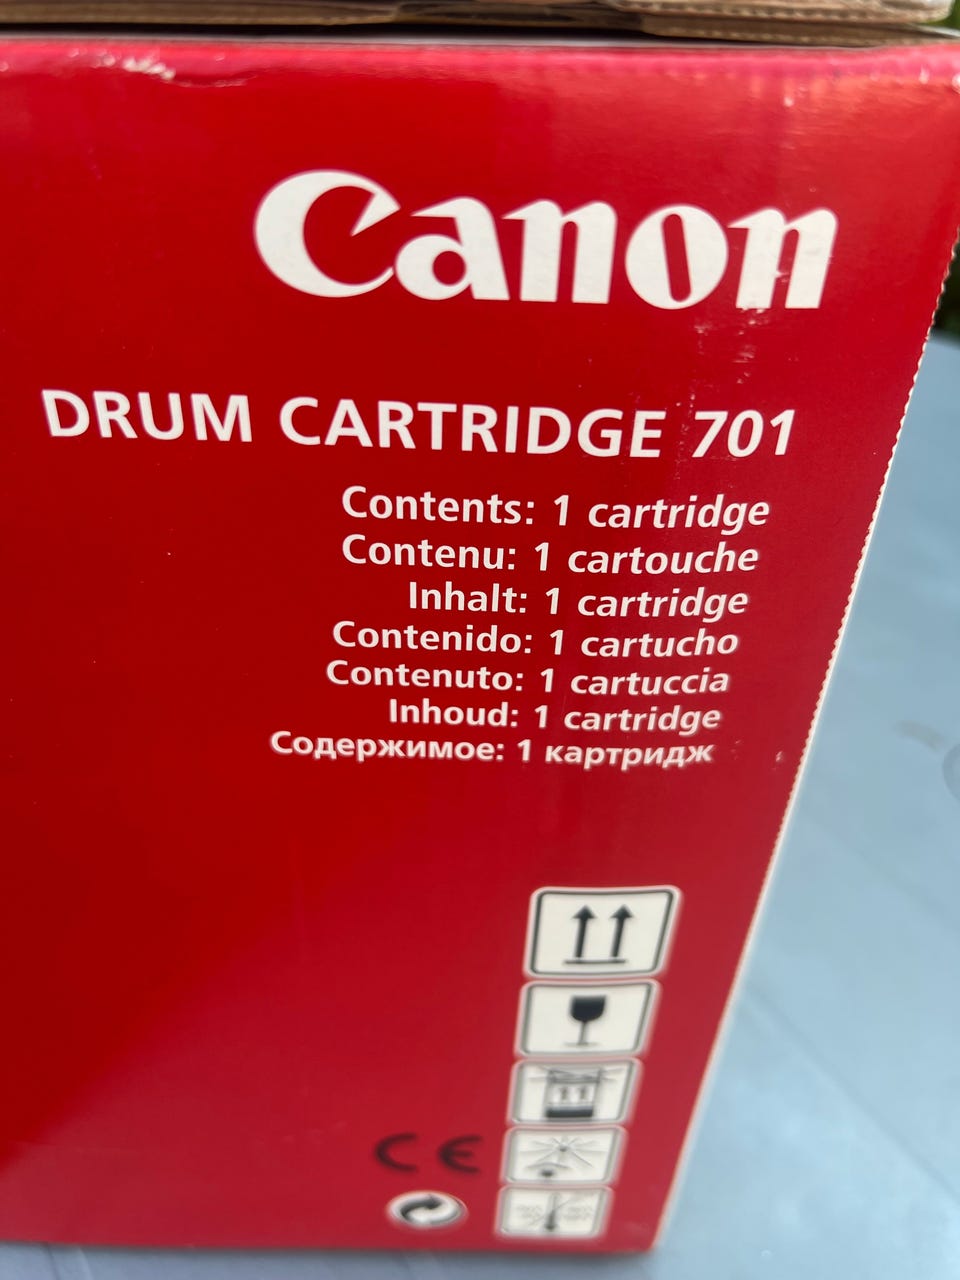 Canon
DRUM CARTRIDGE 701
Contents: 1 cartridge
Contenu: 1 cartouche
Inhalt: 1 cartridge
Contenido: 1 cartucho
Contenuto: 1 cartuccia
Inhoud: 1 cartridge
Содержимое: 1 картридж
11
CE